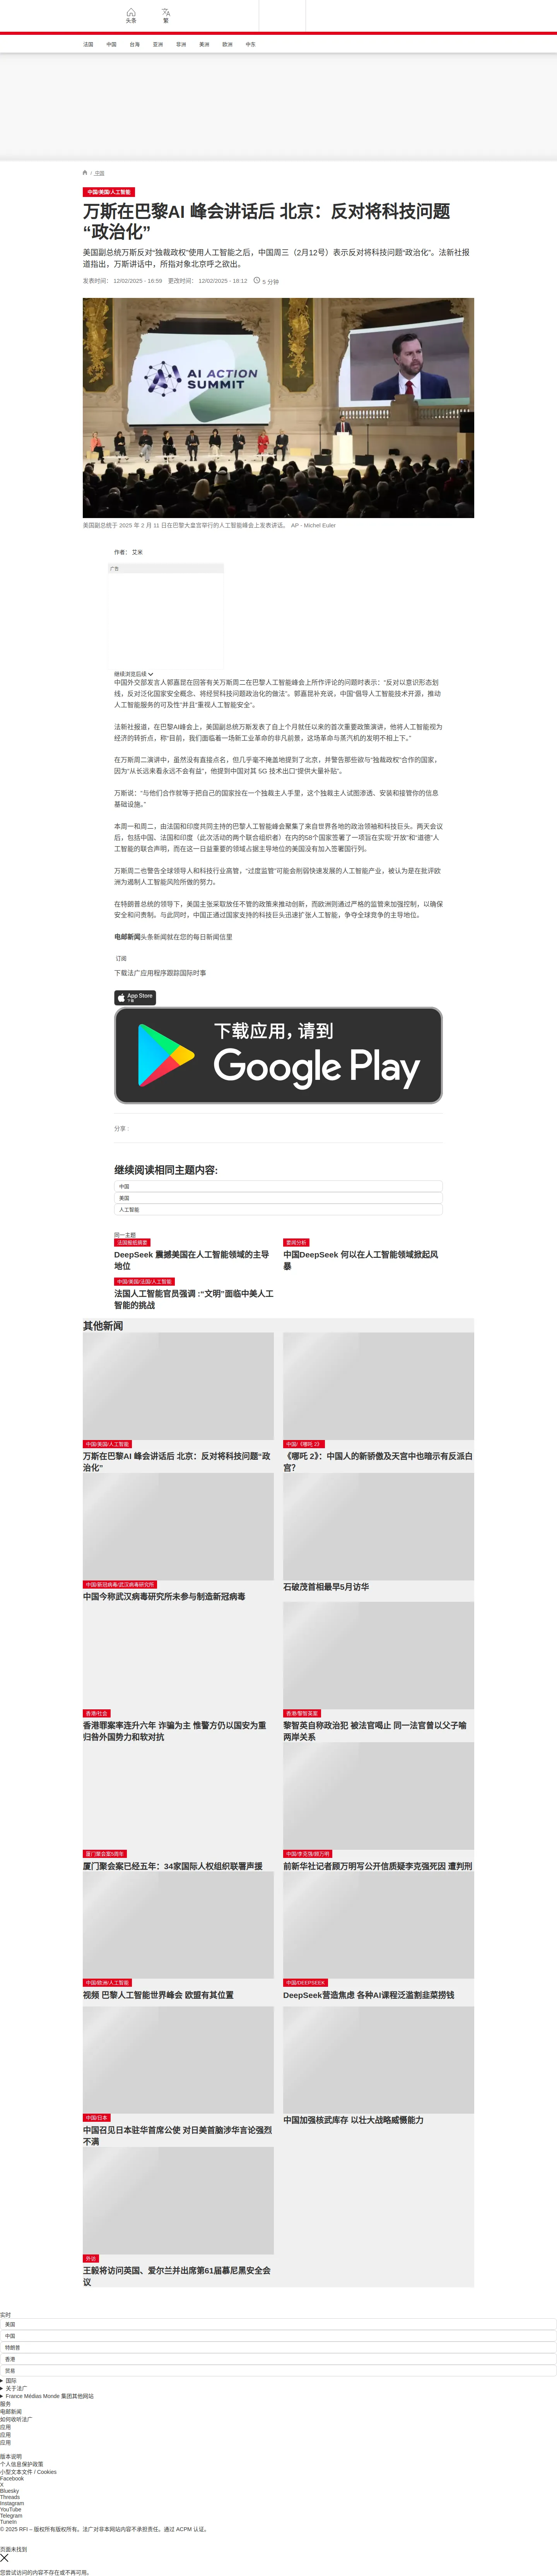 头条
繁
法国
中国
台海
亚洲
非洲
美洲
欧洲
中东
/ 中国
中国/美国/人工智能
万斯在巴黎AI 峰会讲话后 北京：反对将科技问题
“政治化”
美国副总统万斯反对“独裁政权”使用人工智能之后，中国周三（2月12号）表示反对将科技问题“政治化”。法新社报
道指出，万斯讲话中，所指对象北京呼之欲出。
发表时间： 12/02/2025 - 16:59 更改时间： 12/02/2025 - 18:12 5 分钟
AI ACTION
SUMMIT
美国副总统于 2025 年 2 月 11 日在巴黎大皇宫举行的人工智能峰会上发表讲话。 AP - Michel Euler
作者： 艾米
广告
继续浏览后续
中国外交部发言人郭嘉昆在回答有关万斯周二在巴黎人工智能峰会上所作评论的问题时表示：“反对以意识形态划
线，反对泛化国家安全概念、将经贸科技问题政治化的做法”。郭嘉昆补充说，中国“倡导人工智能技术开源，推动
人工智能服务的可及性”并且“重视人工智能安全”。
法新社报道，在巴黎AI峰会上，美国副总统万斯发表了自上个月就任以来的首次重要政策演讲，他将人工智能视为
经济的转折点，称“目前，我们面临着一场新工业革命的非凡前景，这场革命与蒸汽机的发明不相上下。”
在万斯周二演讲中，虽然没有直接点名，但几乎毫不掩盖地提到了北京，并警告那些欲与“独裁政权”合作的国家，
因为“从长远来看永远不会有益”，他提到中国对其 5G 技术出口“提供大量补贴”。
万斯说：“与他们合作就等于把自己的国家拴在一个独裁主人手里，这个独裁主人试图渗透、安装和接管你的信息
基础设施。”
本周一和周二，由法国和印度共同主持的巴黎人工智能峰会聚集了来自世界各地的政治领袖和科技巨头。两天会议
后，包括中国、法国和印度（此次活动的两个联合组织者）在内的58个国家签署了一项旨在实现“开放”和“道德”人
工智能的联合声明，而在这一日益重要的领域占据主导地位的美国没有加入签署国行列。
万斯周二也警告全球领导人和科技行业高管，“过度监管”可能会削弱快速发展的人工智能产业，被认为是在批评欧
洲为遏制人工智能风险所做的努力。
在特朗普总统的领导下，美国主张采取放任不管的政策来推动创新，而欧洲则通过严格的监管来加强控制，以确保
安全和问责制。与此同时，中国正通过国家支持的科技巨头迅速扩张人工智能，争夺全球竞争的主导地位。
电邮新闻头条新闻就在您的每日新闻信里
订阅
下载法广应用程序跟踪国际时事
App Store
下载
下载应用，请到
Google Play
分享 :
继续阅读相同主题内容:
中国
美国
人工智能
同一主题
法国报纸摘要
DeepSeek 震撼美国在人工智能领域的主导
地位
要闻分析
中国DeepSeek 何以在人工智能领域掀起风
暴
中国/美国/法国/人工智能
法国人工智能官员强调 :“文明”面临中美人工
智能的挑战
其他新闻
中国/美国/人工智能
万斯在巴黎AI 峰会讲话后 北京：反对将科技问题“政
治化”
中国/《哪吒 2》
《哪吒 2》：中国人的新骄傲及天宫中也暗示有反派白
宫？
中国/新冠病毒/武汉病毒研究所
中国今称武汉病毒研究所未参与制造新冠病毒
石破茂首相最早5月访华
香港/社会
香港罪案率连升六年 诈骗为主 惟警方仍以国安为重
归咎外国势力和软对抗
香港/黎智英案
黎智英自称政治犯 被法官喝止 同一法官曾以父子喻
两岸关系
厦门聚会案5周年
厦门聚会案已经五年：34家国际人权组织联署声援
中国/李克强/顾万明
前新华社记者顾万明写公开信质疑李克强死因 遭判刑
中国/欧洲/人工智能
视频 巴黎人工智能世界峰会 欧盟有其位置
中国/DEEPSEEK
DeepSeek营造焦虑 各种AI课程泛滥割韭菜捞钱
中国/日本
中国召见日本驻华首席公使 对日美首脑涉华言论强烈
不满
中国加强核武库存 以壮大战略威慑能力
外访
王毅将访问英国、爱尔兰并出席第61届慕尼黑安全会
议
实时
美国
中国
特朗普
香港
贸易
国际
关于法广
France Médias Monde 集团其他网站
服务
电邮新闻
如何收听法广
应用
应用
应用
版本说明
个人信息保护政策
小型文本文件 / Cookies
Facebook
X
Bluesky
Threads
Instagram
YouTube
Telegram
TuneIn
© 2025 RFI – 版权所有版权所有。法广对非本网站内容不承担责任。通过 ACPM 认证。
页面未找到
您尝试访问的内容不存在或不再可用。